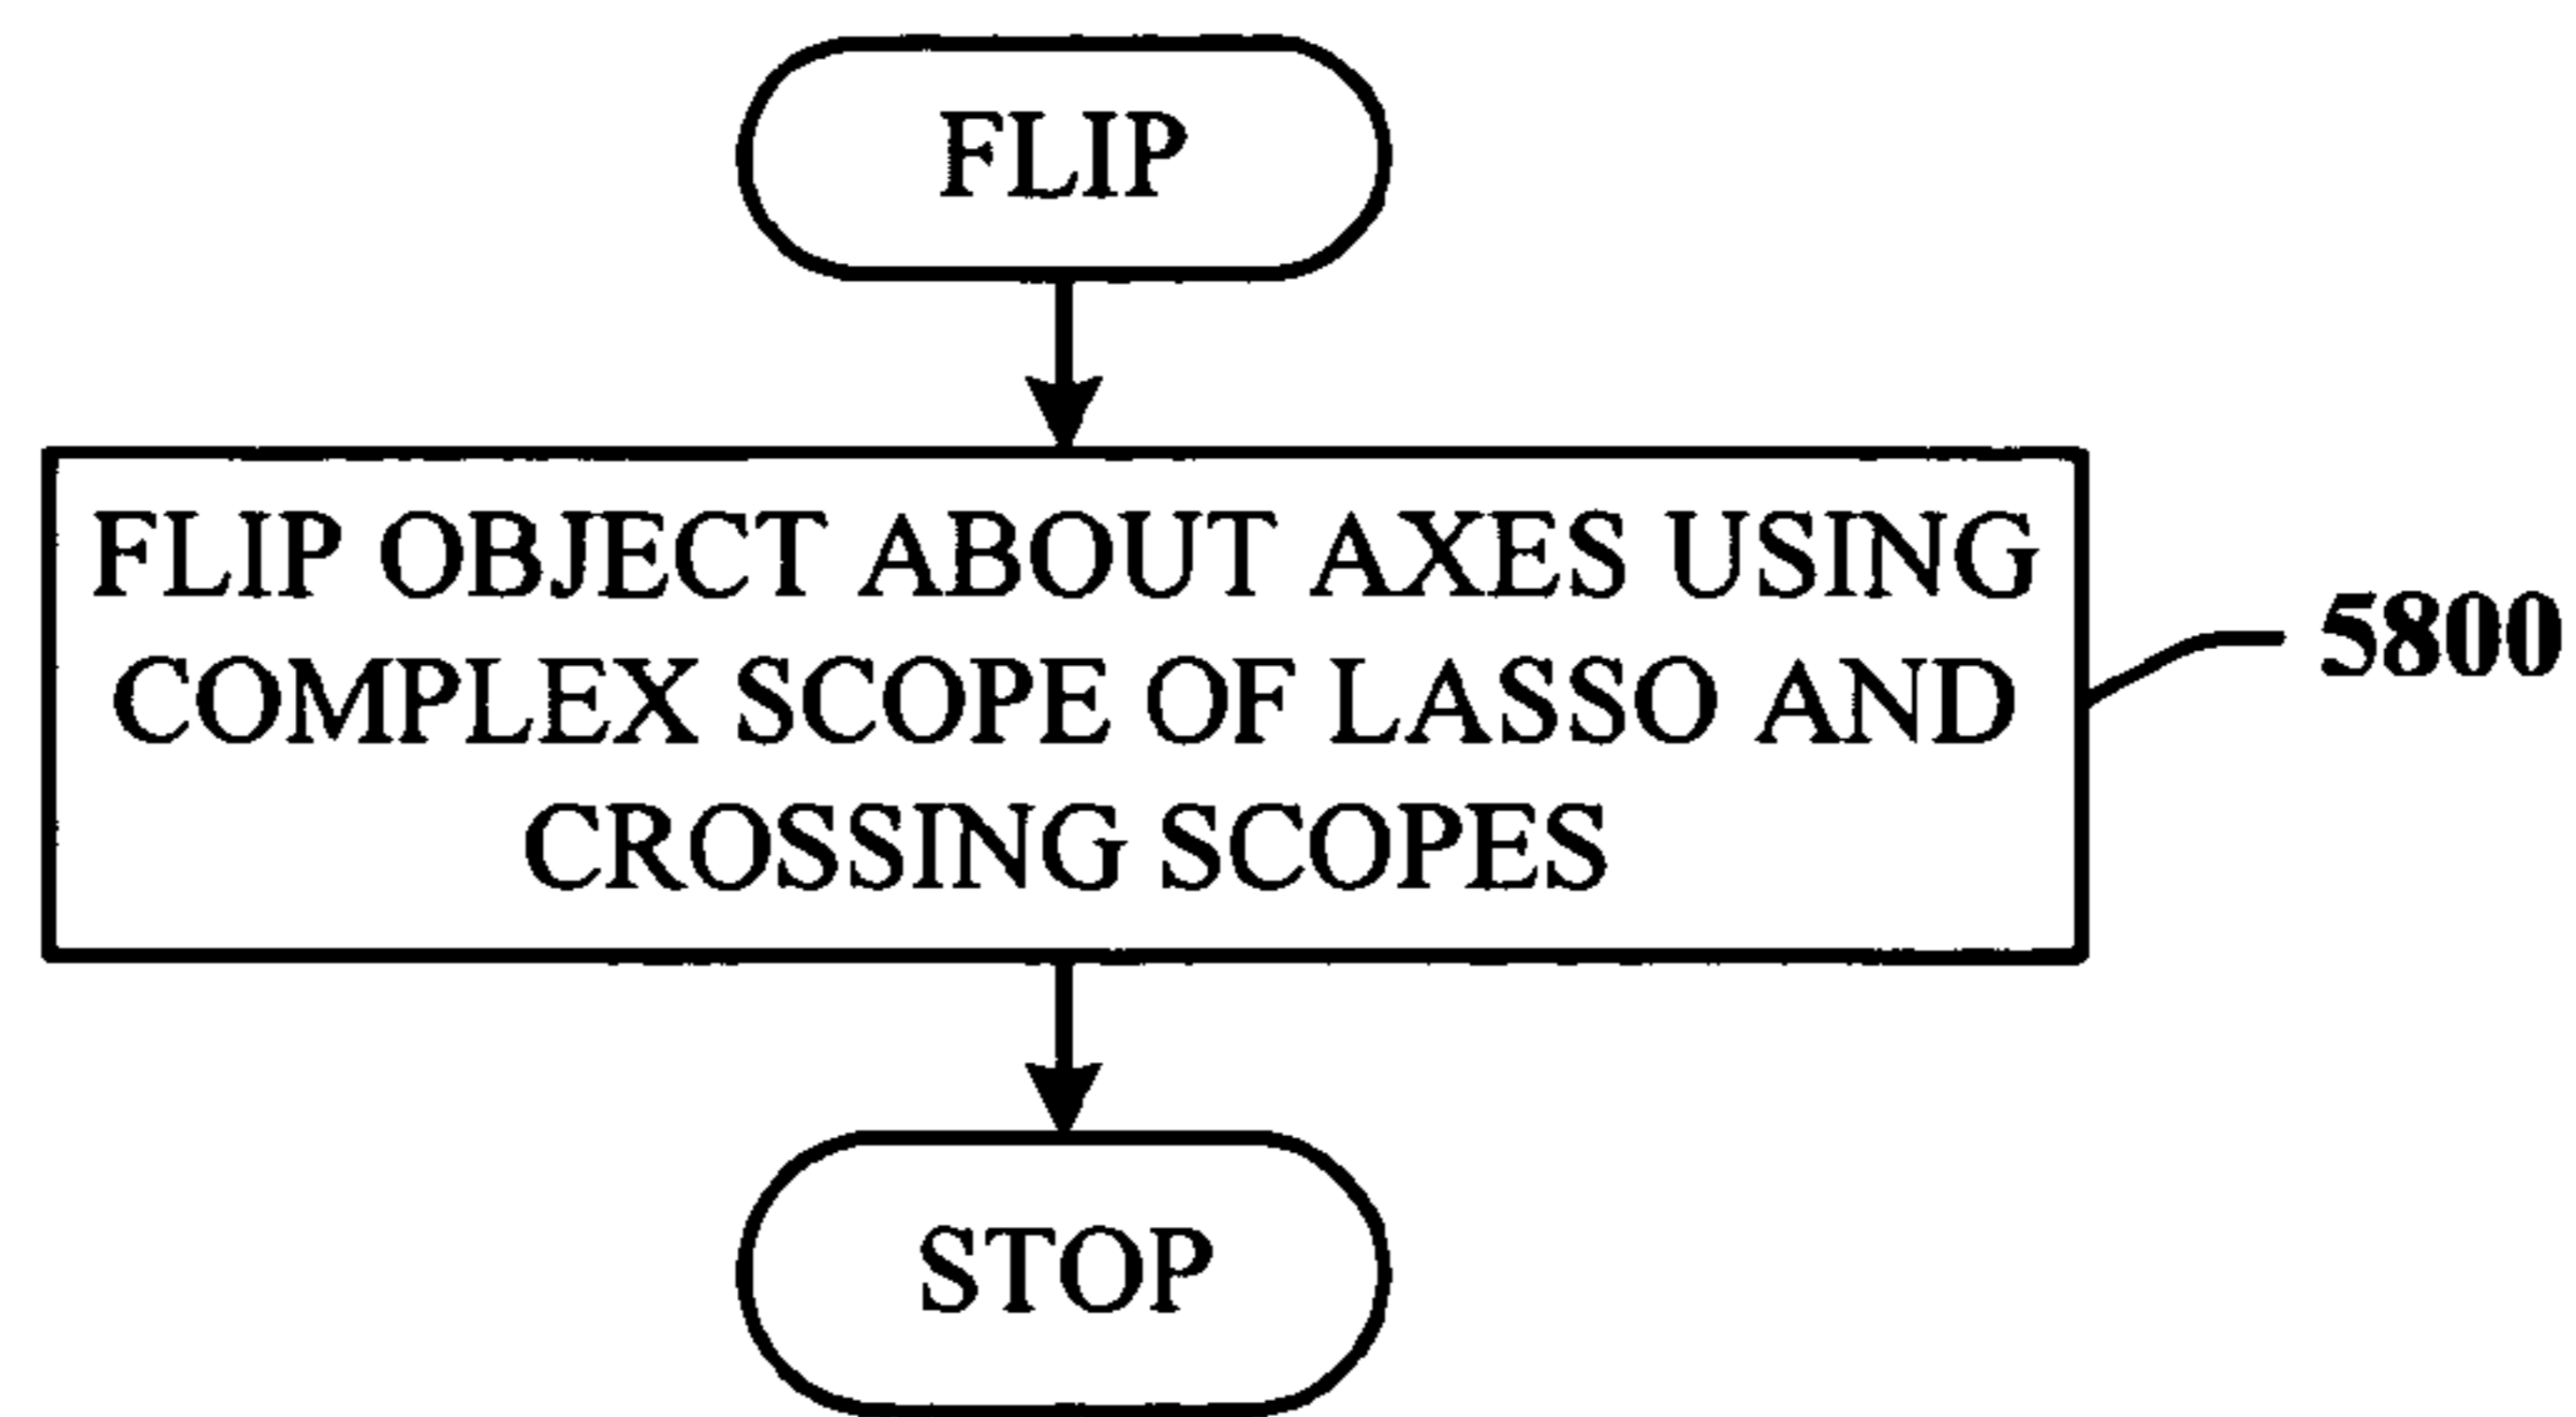 FLIP
FLIP OBJECT ABOUT AXES USING
COMPLEX SCOPE OF LASSO AND
CROSSING SCOPES
5800
STOP